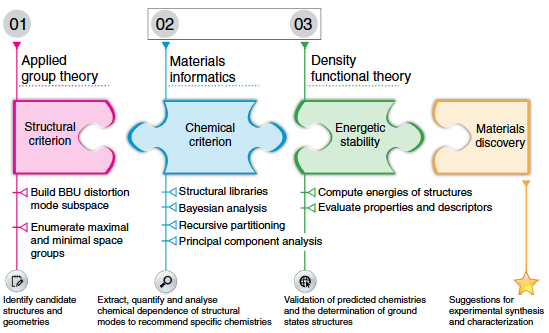 01
02
03
Applied
group theory
Materials
informatics
Density
functional theory
Structural
criterion
Chemical
criterion
Energetic
stability
Materials
discovery
Build BBU distortion
mode subspace
Enumerate maximal
and minimal space
groups
Structural libraries
Bayesian analysis
Recursive partitioning
Principal component analysis
Compute energies of structures
Evaluate properties and descriptors
Identify candidate
structures and
geometries
Extract, quantify and analyse
chemical dependence of structural
modes to recommend specific chemistries
Validation of predicted chemistries
and the determination of ground
states structures
Suggestions for
experimental synthesis
and characterization